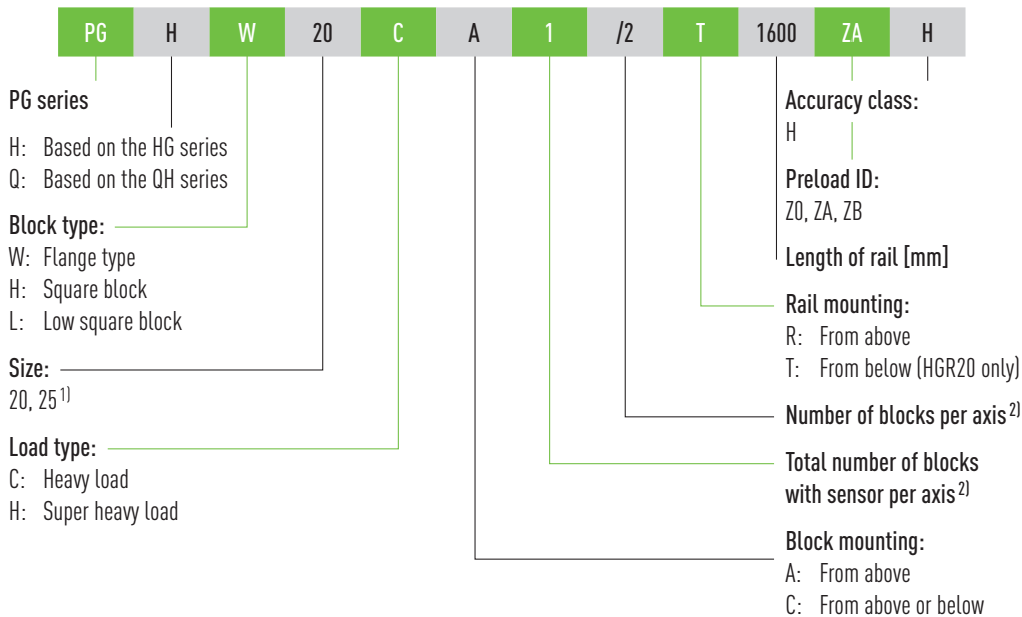 PG H W 20 C A 1 /2 T 1600 ZA H
PG series
H: Based on the HG series
Q: Based on the QH series
Block type:
W: Flange type
H: Square block
L: Low square block
Size:
20, 25 1)
Load type:
C: Heavy load
H: Super heavy load
Accuracy class:
H
Preload ID:
Z0, ZA, ZB
Length of rail [mm]
Rail mounting:
R: From above
T: From below (HGR20 only)
Number of blocks per axis 2)
Total number of blocks
with sensor per axis 2)
Block mounting:
A: From above
C: From above or below